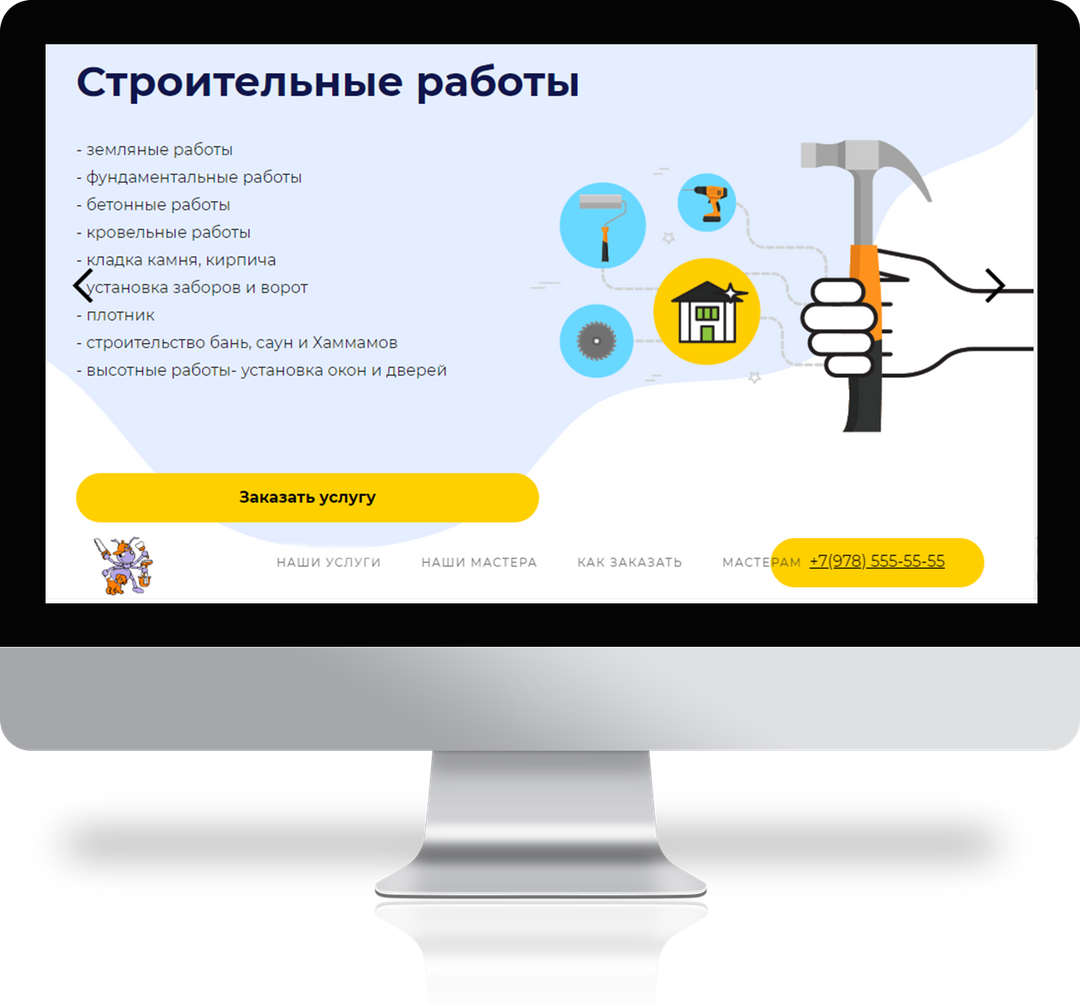 Строительные работы
- земляные работы
- фундаментальные работы
- бетонные работы
- кровельные работы
- кладка камня, кирпича
установка заборов и ворот
- плотник
- строительство бань, саун и Хаммамов
- высотные работы- установка окон и дверей
Заказать услугу
НАШИ УСЛУГИ НАШИ МАСТЕРА КАК ЗАКАЗАТЬ МАСТЕРАМ +7(978) 555-55-55